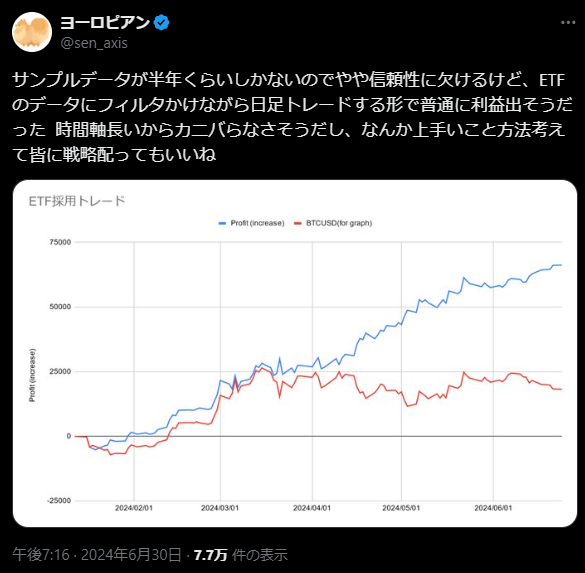 ヨーロピアン
@sen_axis
サンプルデータが半年くらいしかないのでやや信頼性に欠けるけど、ETF
のデータにフィルタかけながら日足トレードする形で普通に利益出そうだ
った 時間軸長いからカニバらなさそうだし、なんか上手いこと方法考え
て皆に戦略配ってもいいね
ETF採用トレード
Profit (increase) BTCUSD(for graph)
75000
50000
25000
0
-25000
Profit (increase)
2024/02/01 2024/03/01 2024/04/01 2024/05/01 2024/06/01
午後7:16 · 2024年6月30日 · 7.7万 件の表示